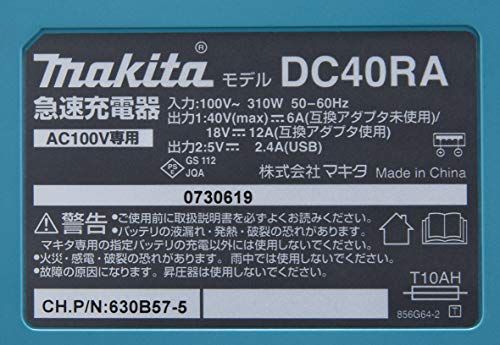 makita® モデル DC40RA
急速充電器
AC100V専用
入力:100V~ 310W 50-60Hz
出力1:40V(max)⎓6A(互換アダプタ未使用)/
18V⎓12A(互換アダプタ使用)
出力2:5V⎓ 2.4A(USB)
PS E GS 112
JQA
株式会社マキタ Made in China
0730619
⚠警告 •ご使用前に取扱説明書を必ずよくお読みください。
•バッテリの液漏れ・発熱・破裂の恐れがあります。
マキタ専用の指定バッテリの充電以外には使用しないでください。
•火災・感電・破裂の恐れがあります。雨中では使用しないでください。
•故障の原因になります。昇圧器は使用しないでください。
T10AH
CH.P/N:630B57-5
856G64-2 T